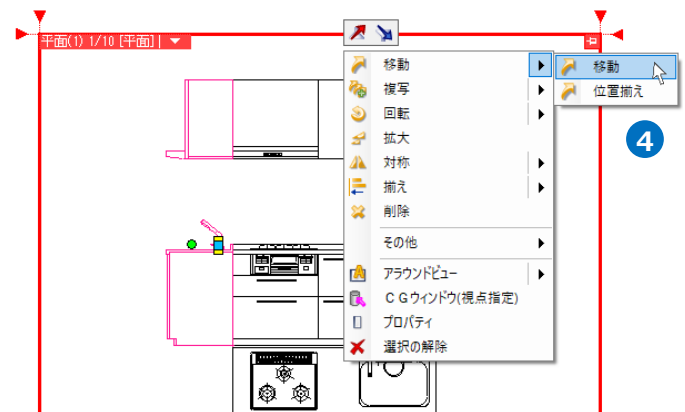 平面(1) 1/10 [平面]
移動
移動
複写
位置揃え
回転
4
拡大
対称
揃え
削除
その他
アラウンドビュー
ＣＧウィンドウ(視点指定)
プロパティ
選択の解除